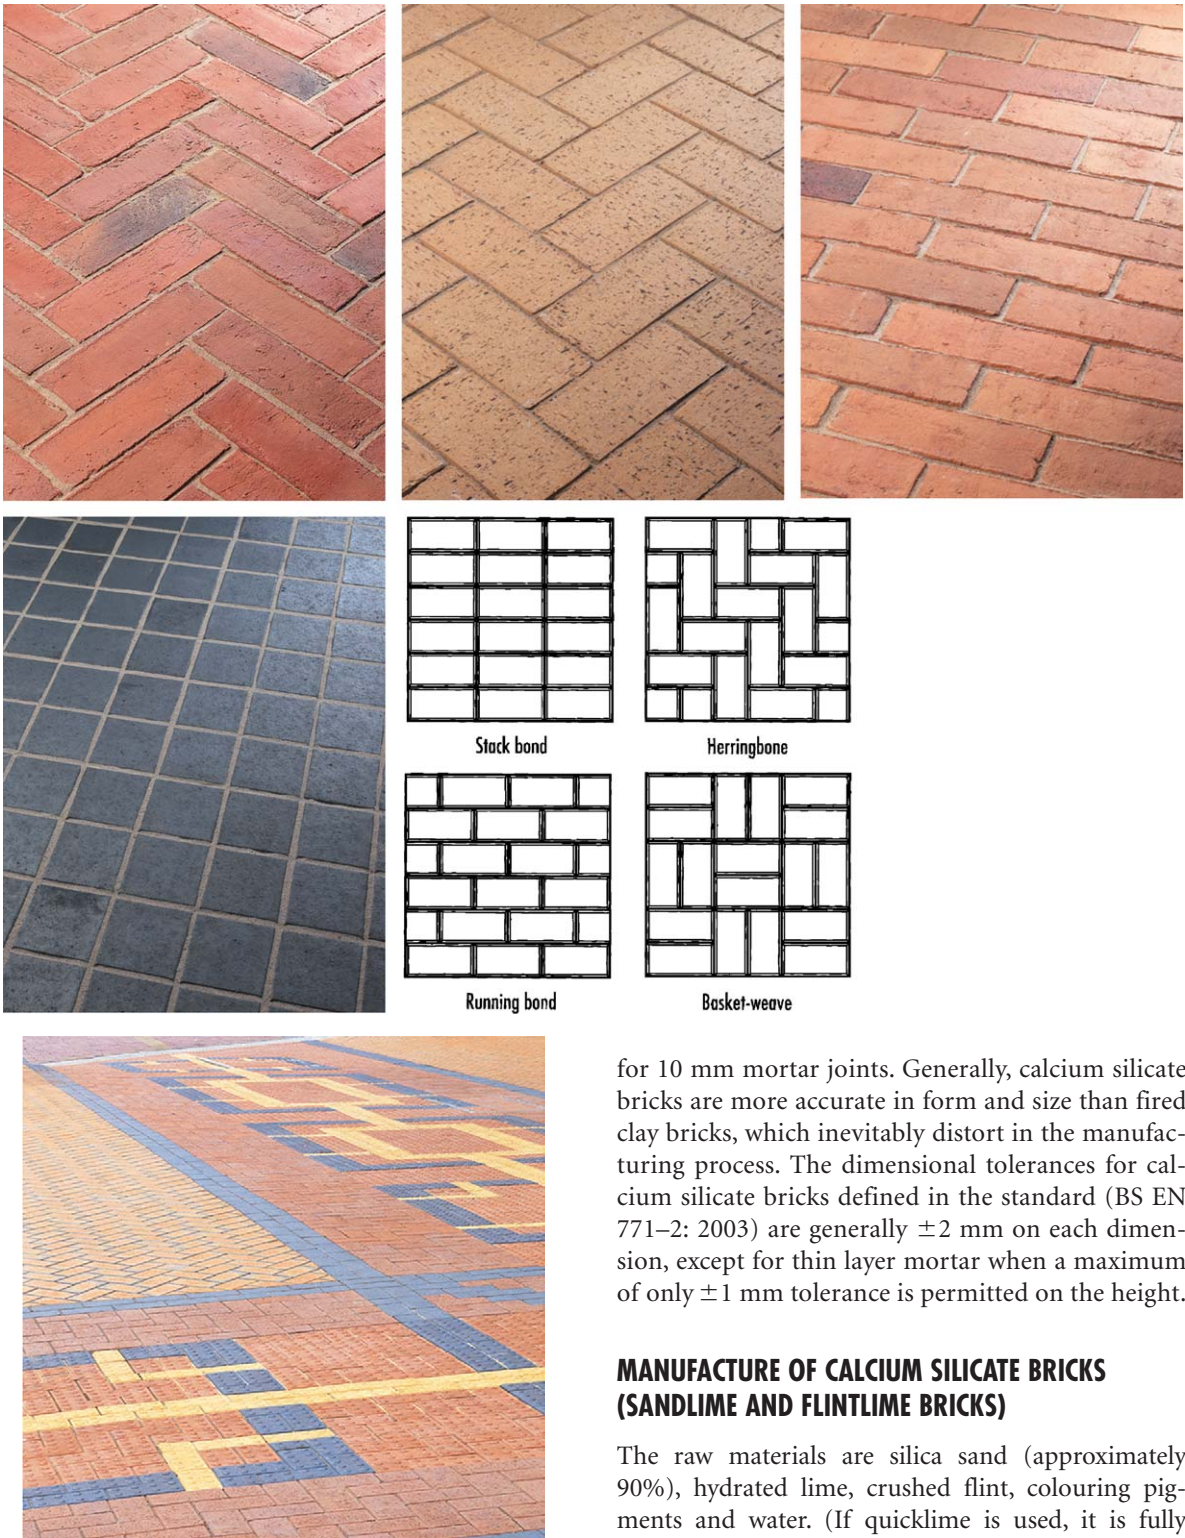 Stack bond
Herringbone
Running bond
Basket-weave
for 10 mm mortar joints. Generally, calcium silicate
bricks are more accurate in form and size than fired
clay bricks, which inevitably distort in the manufac-
turing process. The dimensional tolerances for cal-
cium silicate bricks defined in the standard (BS EN
771–2: 2003) are generally ±2 mm on each dimen-
sion, except for thin layer mortar when a maximum
of only ±1 mm tolerance is permitted on the height.
MANUFACTURE OF CALCIUM SILICATE BRICKS
(SANDLIME AND FLINTLIME BRICKS)
The raw materials are silica sand (approximately
90%), hydrated lime, crushed flint, colouring pig-
ments and water. (If quicklime is used, it is fully